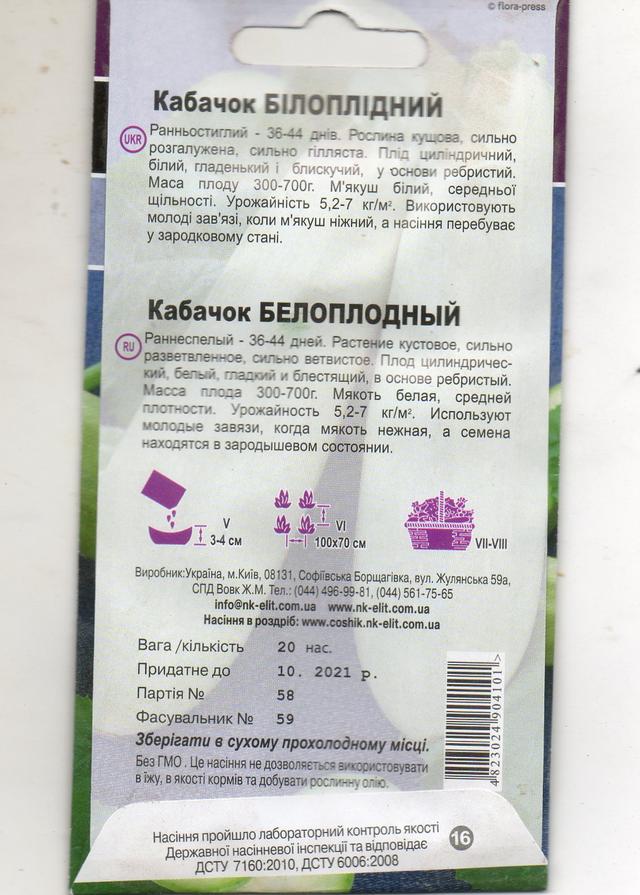 © flora-press
Кабачок БІЛОПЛІДНИЙ
UKR
Ранньостиглий - 36-44 днів. Рослина кущова, сильно
розгалужена, сильно гілляста. Плід циліндричний,
білий, гладенький і блискучий, у основи ребристий.
Маса плоду 300-700г. М'якуш білий, середньої
щільності. Урожайність 5,2-7 кг/м². Використовують
молоді зав'язі, коли м'якуш ніжний, а насіння перебуває
у зародковому стані.
Кабачок БЕЛОПЛОДНЫЙ
RU
Раннеспелый - 36-44 дней. Растение кустовое, сильно
разветвленное, сильно ветвистое. Плод цилиндричес-
кий, белый, гладкий и блестящий, в основе ребристый.
Масса плода 300-700г. Мякоть белая, средней
плотности. Урожайность 5,2-7 кг/м². Используют
молодые завязи, когда мякоть нежная, а семена
находятся в зародышевом состоянии.
V
3-4 см
VI
100х70 см
VII-VIII
Виробник:Україна, м.Київ, 08131, Софіївська Борщагівка, вул. Жулянська 59а,
СПД Вовк Ж.М. Тел.: (044) 496-99-81, (044) 561-75-65
info@nk-elit.com.ua www.nk-elit.com.ua
Насіння в роздріб: www.coshik.nk-elit.com.ua
Вага /кількість 20 нас.
Придатне до 10. 2021 р.
Партія № 58
Фасувальник № 59
Зберігати в сухому прохолодному місці.
Без ГМО . Це насіння не дозволяється використовувати
в їжу, в якості кормів та добувати рослинну олію.
4823024904101>
Насіння пройшло лабораторний контроль якості
Державної насінневої інспекції та відповідає
ДСТУ 7160:2010, ДСТУ 6006:2008
16